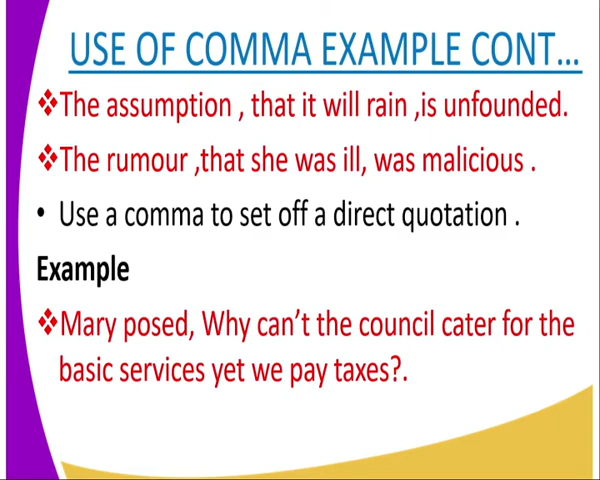 USE OF COMMA EXAMPLE CONT...
❖The assumption , that it will rain ,is unfounded.
❖The rumour ,that she was ill, was malicious .
• Use a comma to set off a direct quotation .
Example
❖Mary posed, Why can’t the council cater for the
basic services yet we pay taxes?.